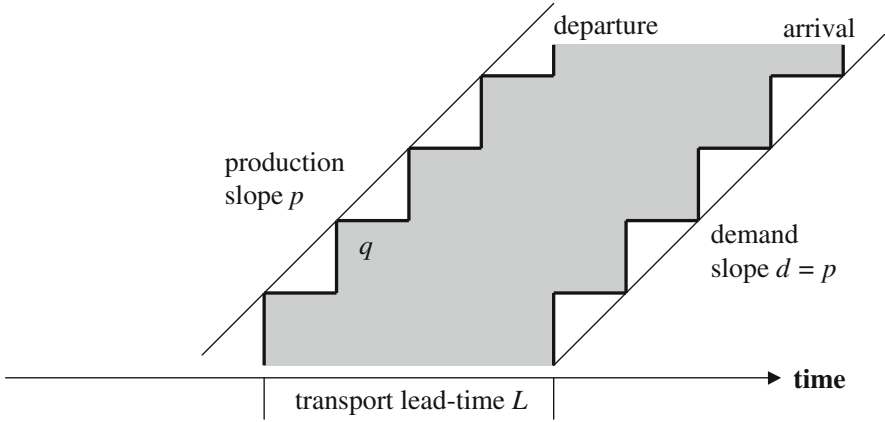 departure
arrival
production
slope p
q
demand
slope d = p
time
transport lead-time L